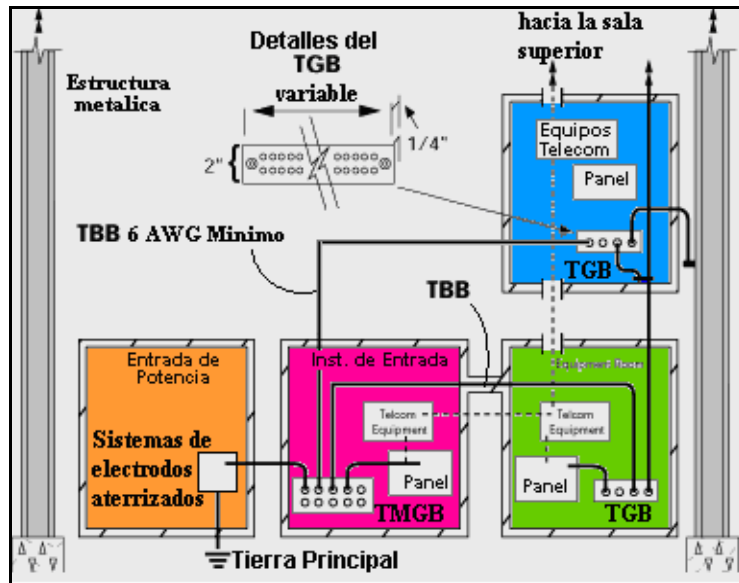 hacia la sala
superior
Detalles del
TGB
variable
Estructura
metalica
1/4"
2"
Equipos
Telecom
Panel
TBB 6 AWG Minimo
TGB
TBB
Entrada de
Potencia
Inst. de Entrada
Equipment Room
Sistemas de
electrodos
aterrizados
Telcom
Equipment
Telcom
Equipment
Panel
Panel
TMGB
TGB
Tierra Principal